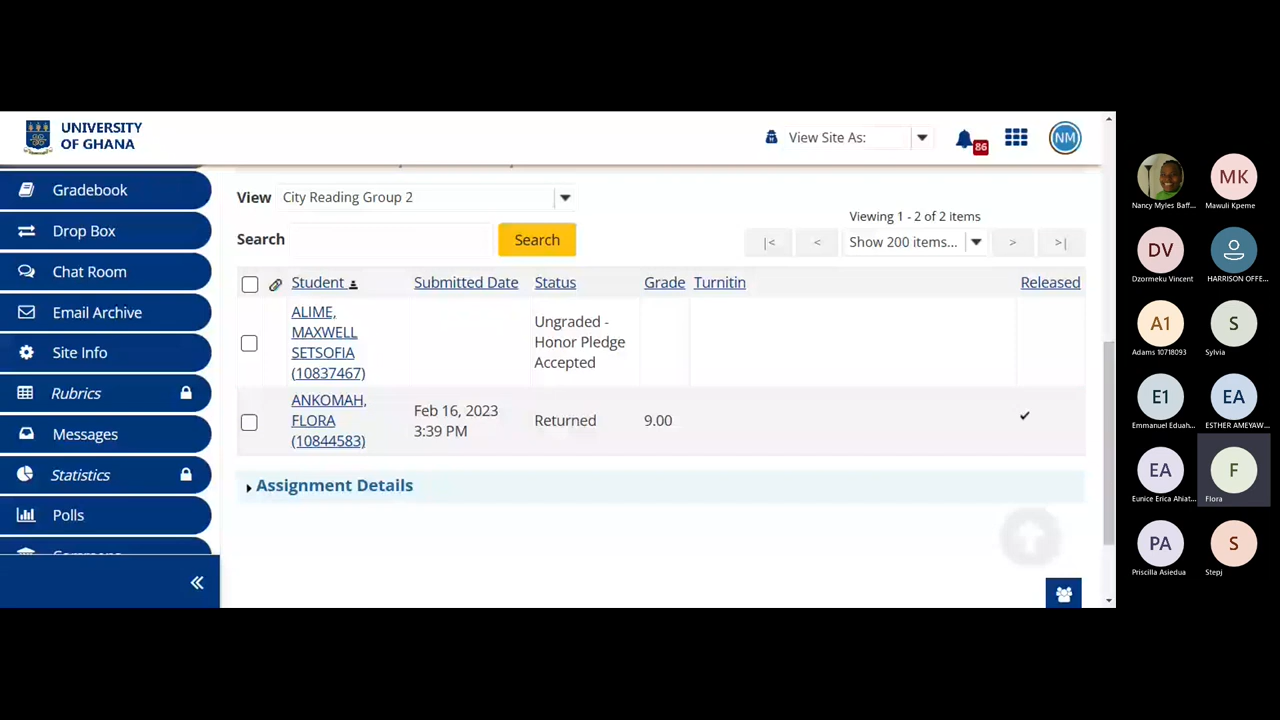 UNIVERSITY
OF GHANA
View Site As:
86
NM
Gradebook
Drop Box
Chat Room
Email Archive
Site Info
Rubrics
Messages
Statistics
Polls
View City Reading Group 2
Viewing 1 - 2 of 2 items
Search Search
|< < Show 200 items... > >|
Student Submitted Date Status Grade Turnitin Released
ALIME,
MAXWELL
SETSOFIA
(10837467)
Ungraded -
Honor Pledge
Accepted
ANKOMAH,
FLORA
(10844583)
Feb 16, 2023
3:39 PM
Returned
9.00
Assignment Details
Nancy Myles Baff...
MK
Mawuli Kpeme
DV
Dzormeku Vincent
HARRISON OFFE...
A1
Adams 10718093
S
Sylvia
E1
Emmanuel Eduah...
EA
ESTHER AMEYAW...
EA
Eunice Erica Ahiat...
F
Flora
PA
Priscilla Asiedua
S
Stepj